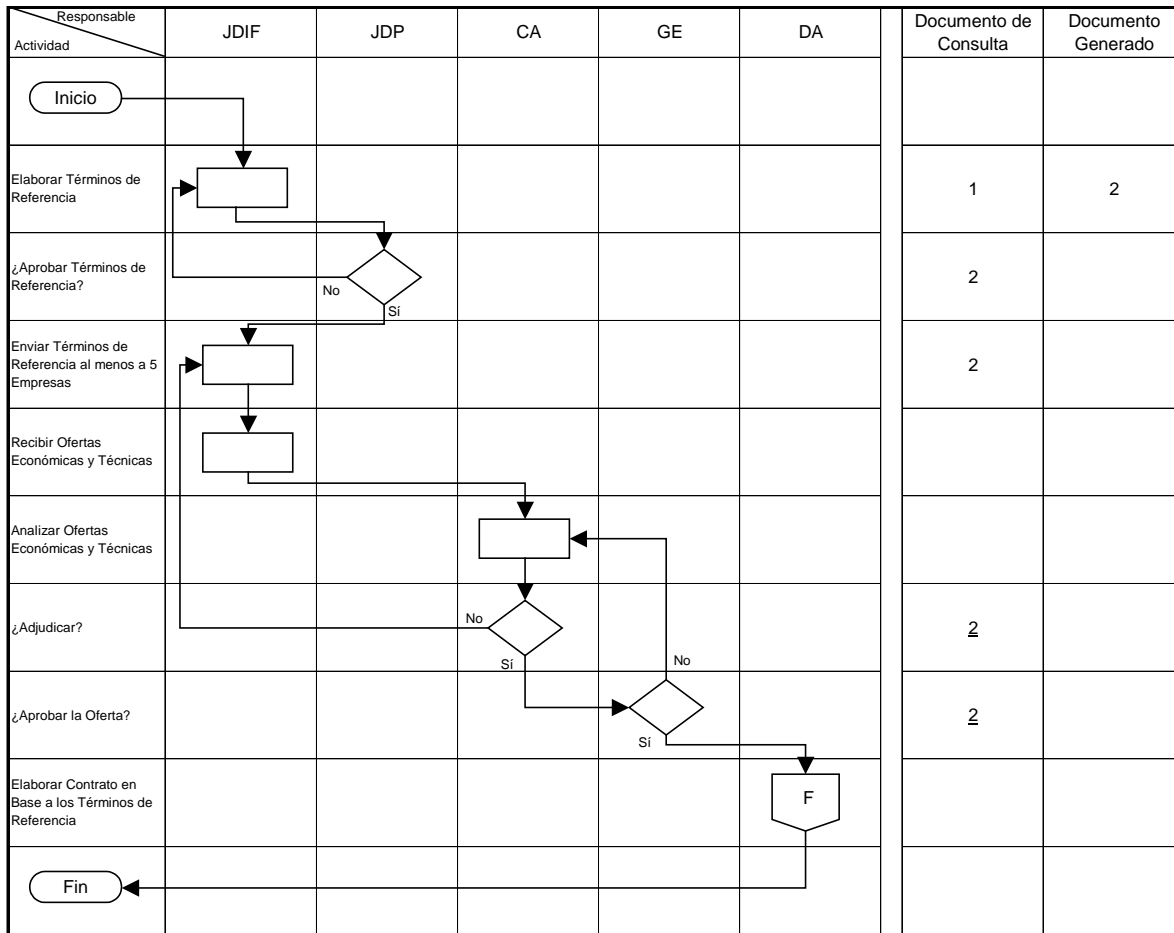 Responsable
Actividad
JDIF
JDP
CA
GE
DA
Documento de
Consulta
Documento
Generado
Inicio
Elaborar Términos de
Referencia
1
2
¿Aprobar Términos de
Referencia?
No
Sí
2
Enviar Términos de
Referencia al menos a 5
Empresas
2
Recibir Ofertas
Económicas y Técnicas
Analizar Ofertas
Económicas y Técnicas
¿Adjudicar?
No
Sí
No
2
¿Aprobar la Oferta?
Sí
2
Elaborar Contrato en
Base a los Términos de
Referencia
F
Fin